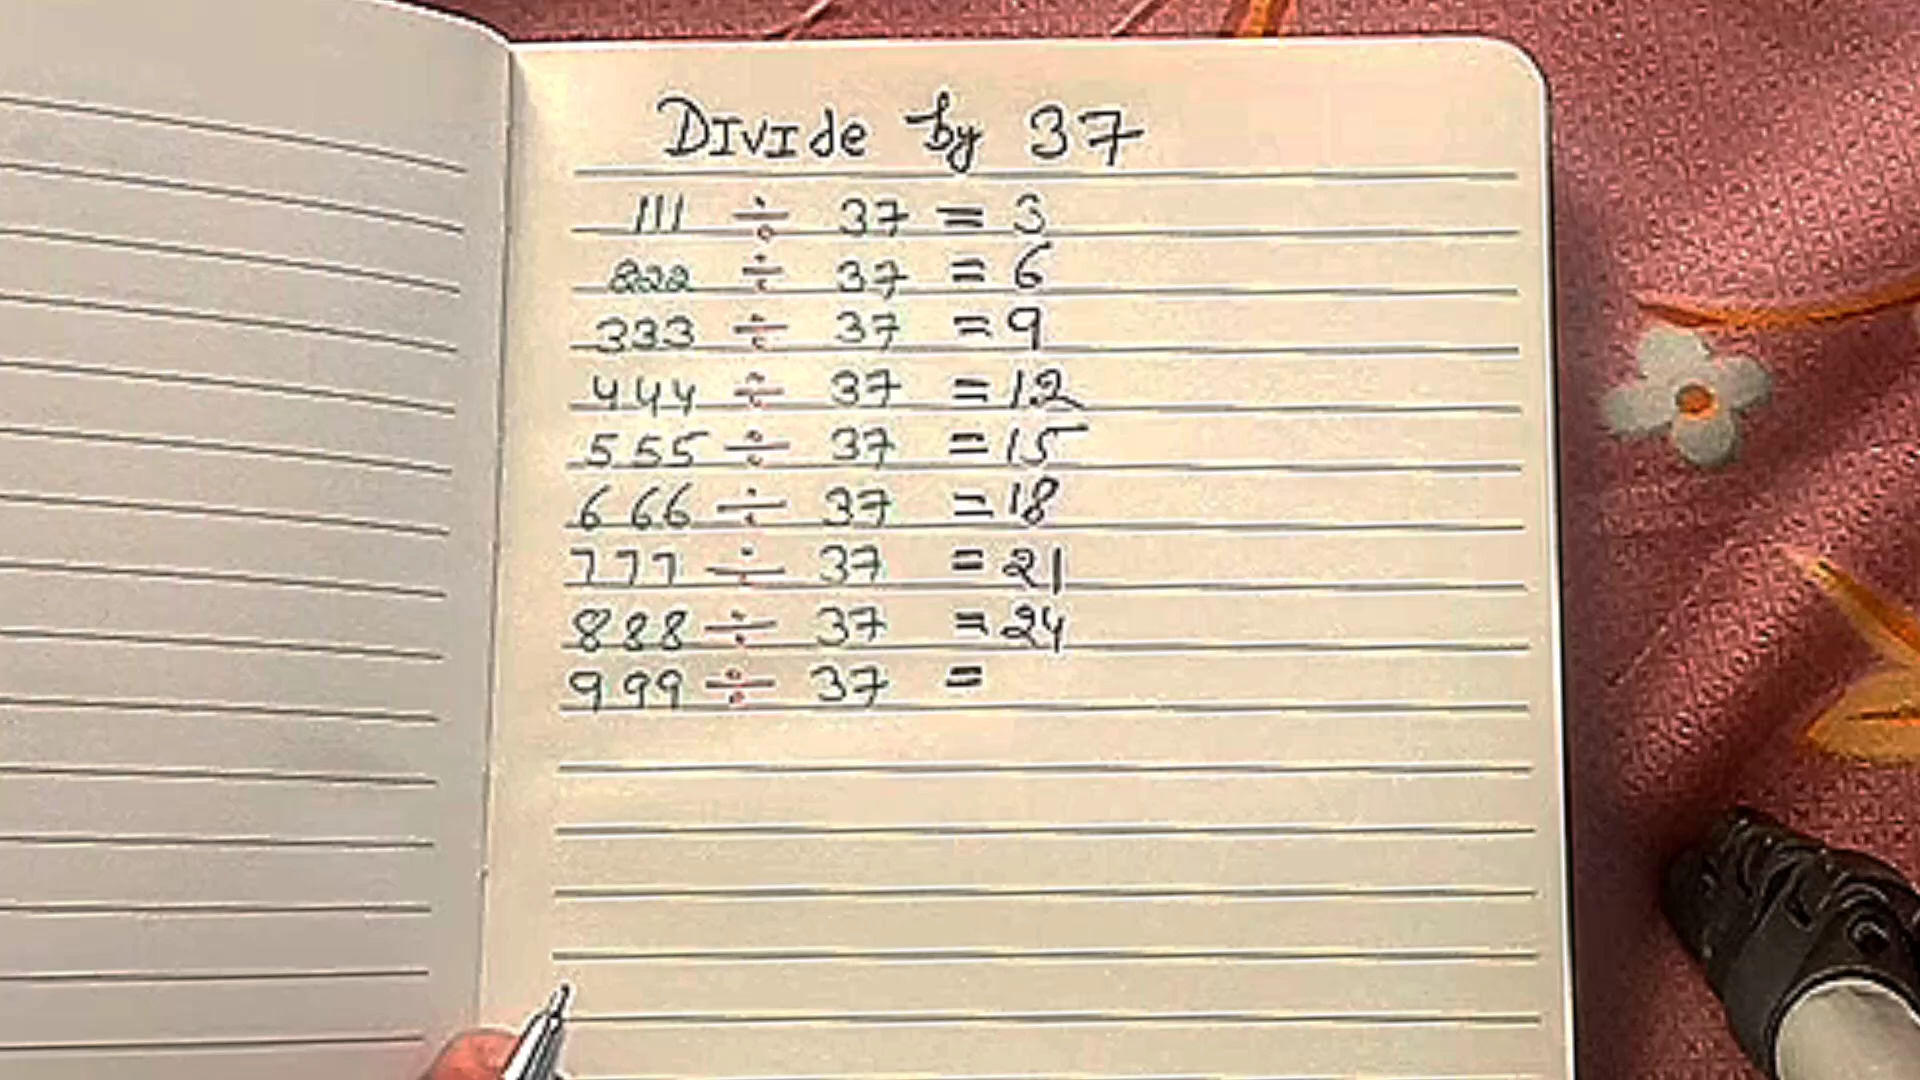 Divide by 37
111 ÷ 37 = 3
222 ÷ 37 = 6
333 ÷ 37 = 9
444 ÷ 37 = 12
555 ÷ 37 = 15
666 ÷ 37 = 18
777 ÷ 37 = 21
888 ÷ 37 = 24
999 ÷ 37 =